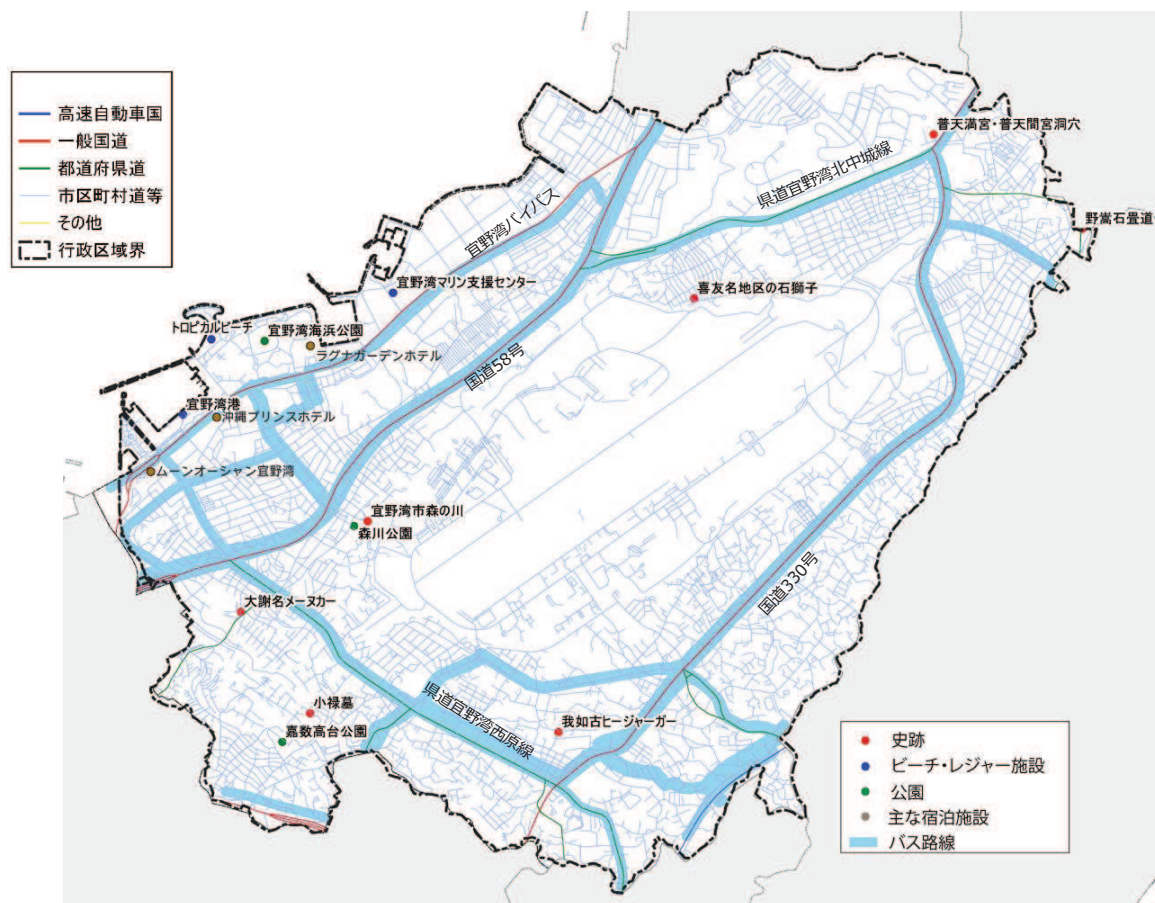 高速自動車国
一般国道
都道府県道
市区町村道等
その他
行政区域界
普天満宮・普天間宮洞穴
県道宜野湾北中城線
野嵩石畳道
宜野湾バイパス
宜野湾マリン支援センター
喜友名地区の石獅子
トロピカルビーチ
宜野湾海浜公園
ラグナガーデンホテル
国道58号
宜野湾港
沖縄プリンスホテル
ムーンオーシャン宜野湾
宜野湾市森の川
森川公園
国道330号
大謝名メーヌカー
県道宜野湾西原線
小禄墓
嘉数高台公園
我如古ヒージャーガー
史跡
ビーチ・レジャー施設
公園
主な宿泊施設
バス路線